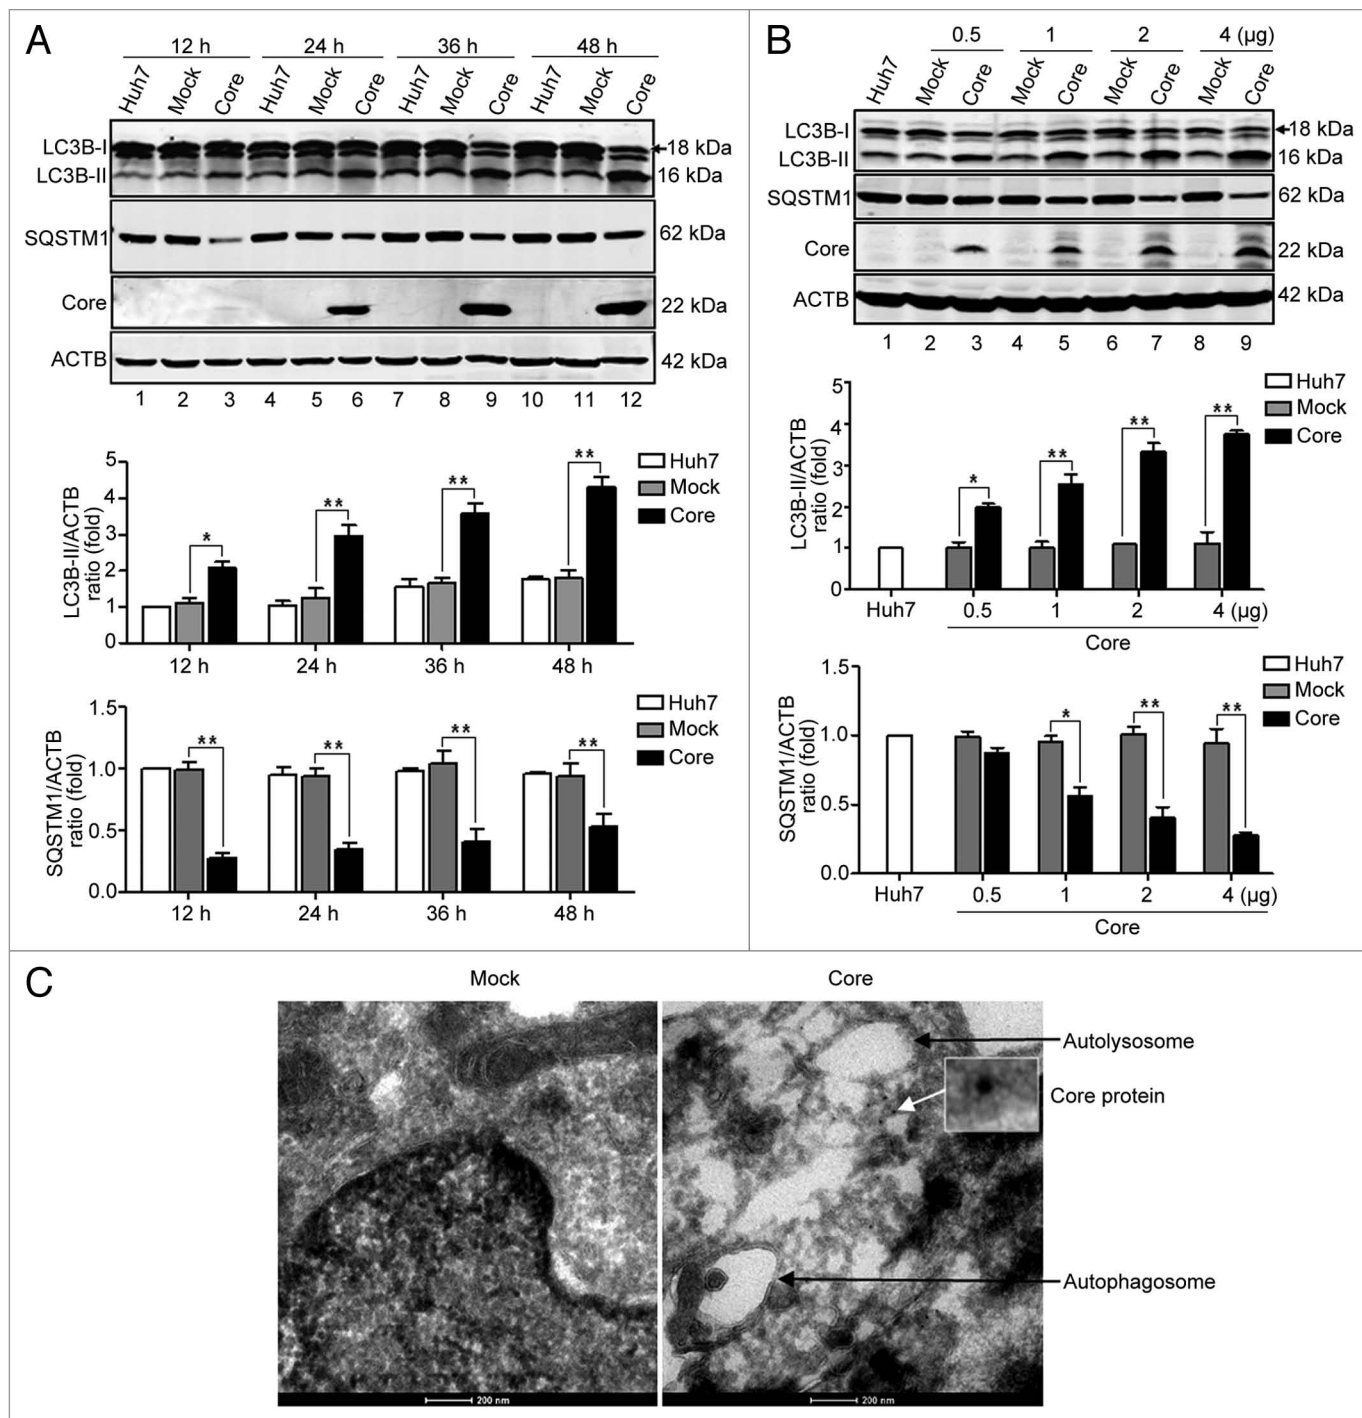 A
12 h 24 h 36 h 48 h
Huh7 Mock Core Huh7 Mock Core Huh7 Mock Core Huh7 Mock Core
LC3B-I 18 kDa
LC3B-II 16 kDa
SQSTM1 62 kDa
Core 22 kDa
ACTB 42 kDa
1 2 3 4 5 6 7 8 9 10 11 12
LC3B-II/ACTB
ratio (fold)
5
4
3
2
1
0
* ** ** **
12 h 24 h 36 h 48 h
Huh7
Mock
Core
SQSTM1/ACTB
ratio (fold)
1.5
1.0
0.5
0.0
** ** ** **
12 h 24 h 36 h 48 h
Huh7
Mock
Core
B
0.5 1 2 4 (µg)
Huh7 Mock Core Mock Core Mock Core Mock Core
LC3B-I 18 kDa
LC3B-II 16 kDa
SQSTM1 62 kDa
Core 22 kDa
ACTB 42 kDa
1 2 3 4 5 6 7 8 9
LC3B-II/ACTB
ratio (fold)
5
4
3
2
1
0
* ** ** **
Huh7 0.5 1 2 4 (µg)
Core
Huh7
Mock
Core
SQSTM1/ACTB
ratio (fold)
1.5
1.0
0.5
0.0
* ** **
Huh7 0.5 1 2 4 (µg)
Core
Huh7
Mock
Core
C
Mock Core
Autolysosome
Core protein
Autophagosome
200 nm 200 nm